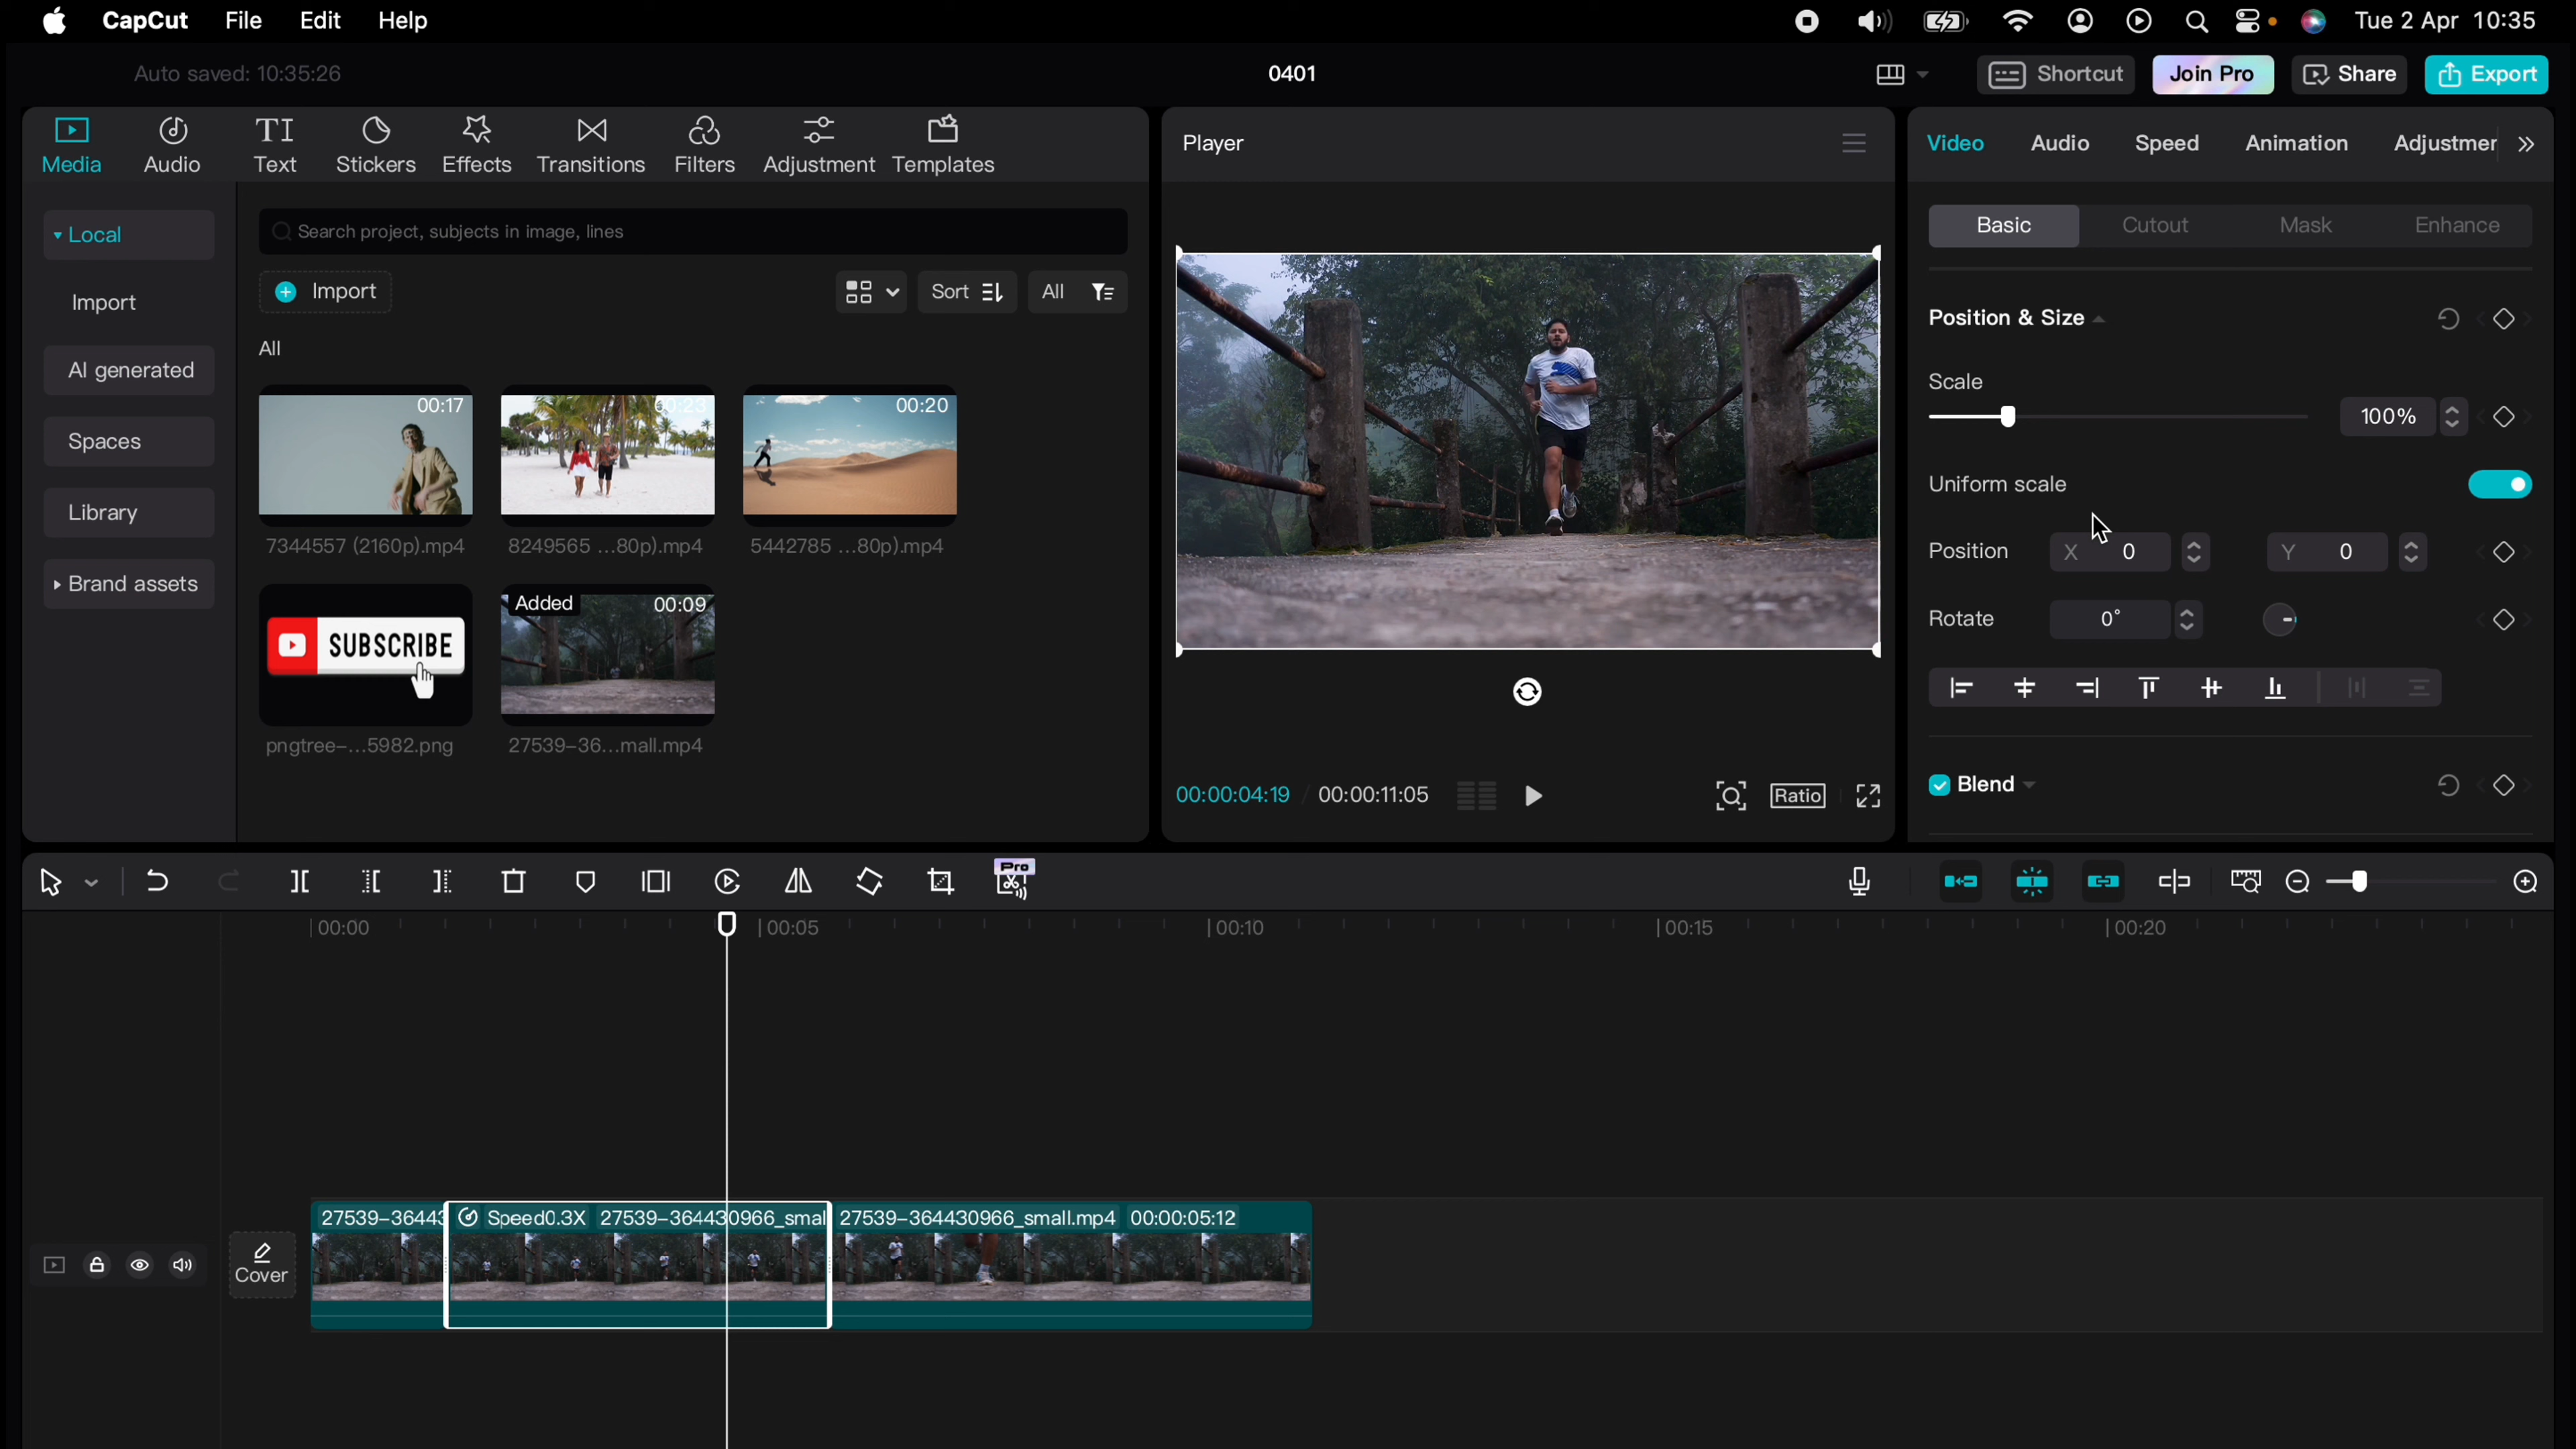 CapCut File Edit Help
Tue 2 Apr 10:35
Auto saved: 10:35:26
0401
Shortcut
Join Pro
Share
Export
Media
Audio
Text
Stickers
Effects
Transitions
Filters
Adjustment
Templates
Local
Import
AI generated
Spaces
Library
Brand assets
Search project, subjects in image, lines
Import
Sort
All
All
00:17
00:23
00:20
7344557 (2160p).mp4
8249565 ...80p).mp4
5442785 ...80p).mp4
SUBSCRIBE
Added
00:09
pngtree-...5982.png
27539-36...mall.mp4
Player
00:00:04:19 / 00:00:11:05
Ratio
Video Audio Speed Animation Adjustmer
Basic Cutout Mask Enhance
Position & Size
Scale
100%
Uniform scale
Position X 0 Y 0
Rotate 0°
Blend
Pro
00:00 00:05 00:10 00:15 00:20
Cover
27539-36443
Speed0.3X 27539-364430966_smal
27539-364430966_small.mp4 00:00:05:12